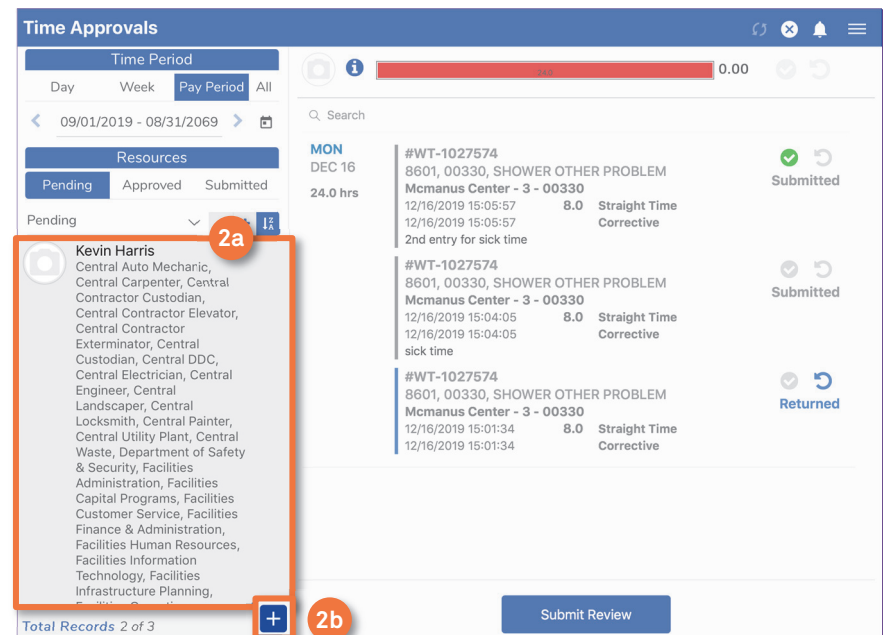 Time Approvals
Time Period
Day Week Pay Period All
09/01/2019 - 08/31/2069
Resources
Pending Approved Submitted
Pending
2a
Kevin Harris
Central Auto Mechanic,
Central Carpenter, Central
Contractor Custodian,
Central Contractor Elevator,
Central Contractor
Exterminator, Central
Custodian, Central DDC,
Central Electrician, Central
Engineer, Central
Landscaper, Central
Locksmith, Central Painter,
Central Utility Plant, Central
Waste, Department of Safety
& Security, Facilities
Administration, Facilities
Capital Programs, Facilities
Customer Service, Facilities
Finance & Administration,
Facilities Human Resources,
Facilities Information
Technology, Facilities
Infrastructure Planning,
Total Records 2 of 3
+
2b
0.00
Search
MON
DEC 16
24.0 hrs
#WT-1027574
8601, 00330, SHOWER OTHER PROBLEM
Mcmanus Center - 3 - 00330
12/16/2019 15:05:57 8.0 Straight Time
12/16/2019 15:05:57 Corrective
2nd entry for sick time
Submitted
#WT-1027574
8601, 00330, SHOWER OTHER PROBLEM
Mcmanus Center - 3 - 00330
12/16/2019 15:04:05 8.0 Straight Time
12/16/2019 15:04:05 Corrective
sick time
Submitted
#WT-1027574
8601, 00330, SHOWER OTHER PROBLEM
Mcmanus Center - 3 - 00330
12/16/2019 15:01:34 8.0 Straight Time
12/16/2019 15:01:34 Corrective
Returned
Submit Review